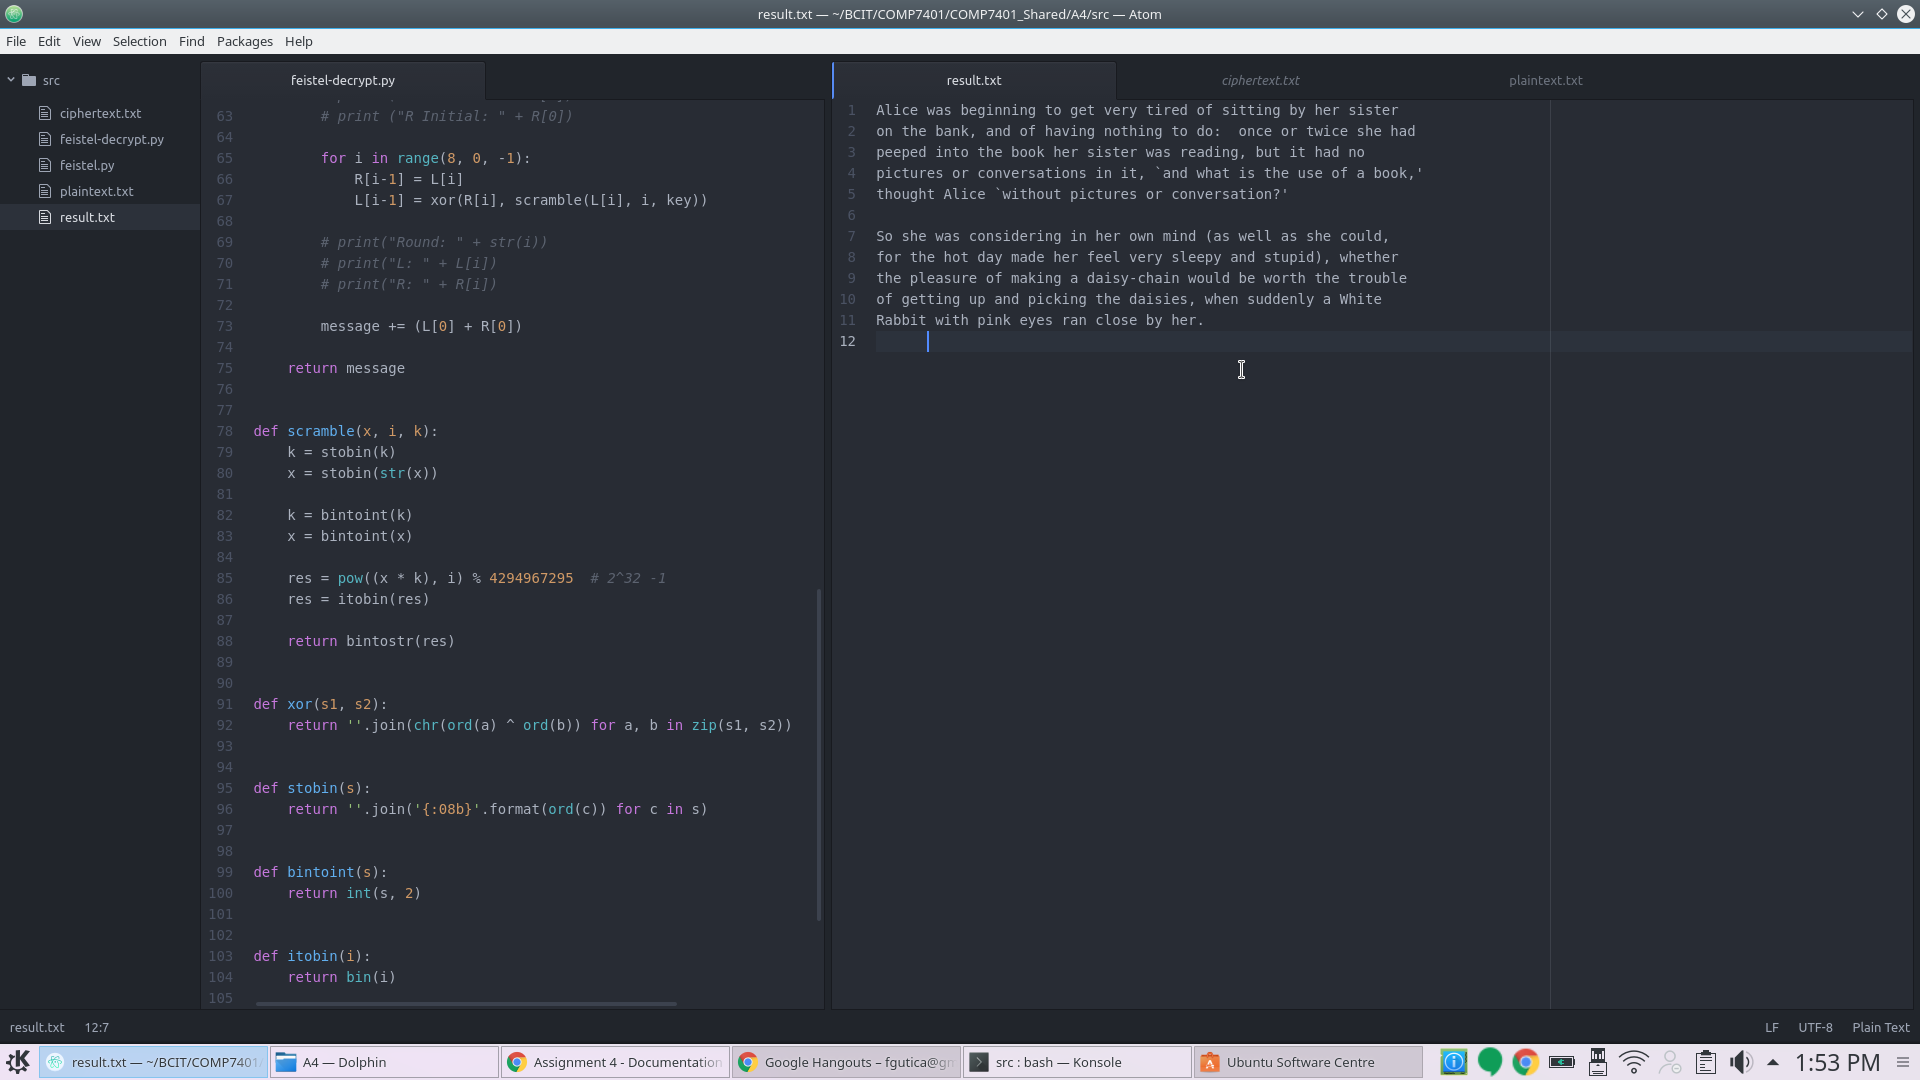 result.txt — ~/BCIT/COMP7401/COMP7401_Shared/A4/src — Atom
File Edit View Selection Find Packages Help
src
ciphertext.txt
feistel-decrypt.py
feistel.py
plaintext.txt
result.txt
feistel-decrypt.py
63 # print ("R Initial: " + R[0])
64
65 for i in range(8, 0, -1):
66 R[i-1] = L[i]
67 L[i-1] = xor(R[i], scramble(L[i], i, key))
68
69 # print("Round: " + str(i))
70 # print("L: " + L[i])
71 # print("R: " + R[i])
72
73 message += (L[0] + R[0])
74
75 return message
76
77
78 def scramble(x, i, k):
79 k = stobin(k)
80 x = stobin(str(x))
81
82 k = bintoint(k)
83 x = bintoint(x)
84
85 res = pow((x * k), i) % 4294967295  # 2^32 -1
86 res = itobin(res)
87
88 return bintostr(res)
89
90
91 def xor(s1, s2):
92 return ''.join(chr(ord(a) ^ ord(b)) for a, b in zip(s1, s2))
93
94
95 def stobin(s):
96 return ''.join('{:08b}'.format(ord(c)) for c in s)
97
98
99 def bintoint(s):
100 return int(s, 2)
101
102
103 def itobin(i):
104 return bin(i)
105
result.txt ciphertext.txt plaintext.txt
1 Alice was beginning to get very tired of sitting by her sister
2 on the bank, and of having nothing to do:  once or twice she had
3 peeped into the book her sister was reading, but it had no
4 pictures or conversations in it, `and what is the use of a book,'
5 thought Alice `without pictures or conversation?'
6
7 So she was considering in her own mind (as well as she could,
8 for the hot day made her feel very sleepy and stupid), whether
9 the pleasure of making a daisy-chain would be worth the trouble
10 of getting up and picking the daisies, when suddenly a White
11 Rabbit with pink eyes ran close by her.
12
result.txt 12:7 LF UTF-8 Plain Text
result.txt — ~/BCIT/COMP7401/ A4 — Dolphin Assignment 4 - Documentation Google Hangouts – fgutica@gm src : bash — Konsole Ubuntu Software Centre 1:53 PM